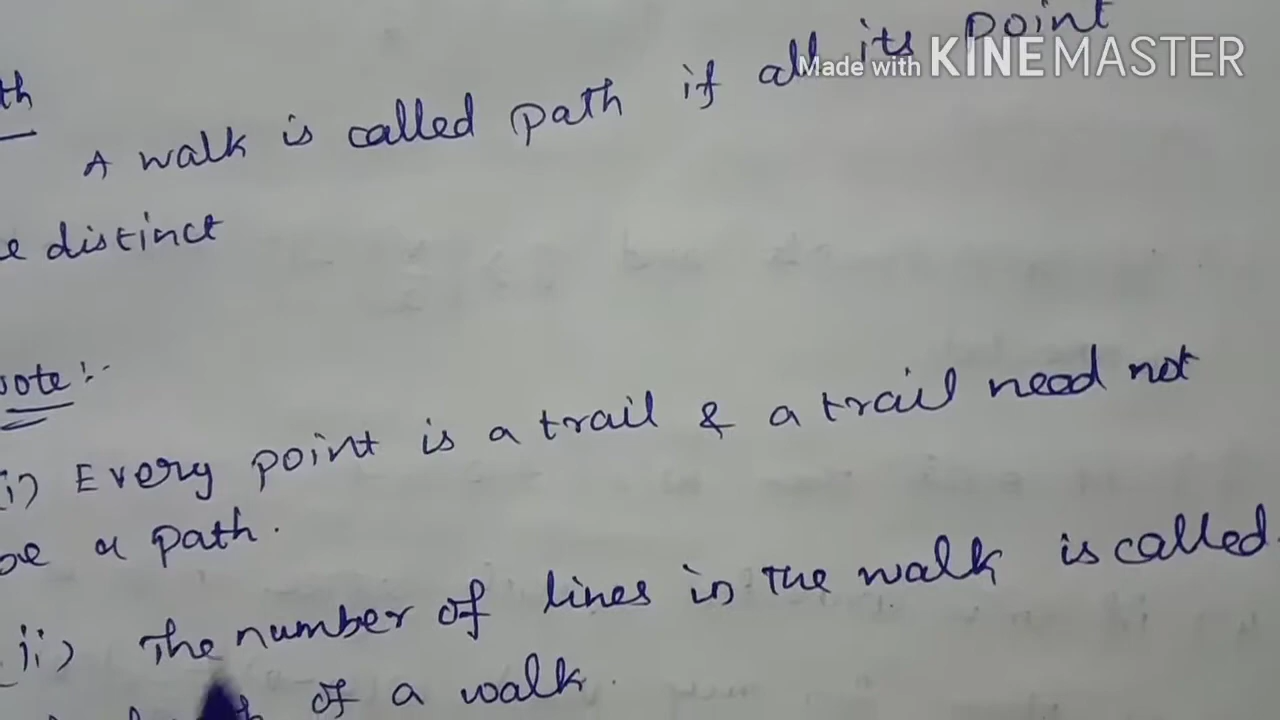 Made with KINEMASTER
th
A walk is called path if all its point
e distinct
ote :-
(i) Every point is a trail & a trail need not
be a path.
(ii) The number of lines in the walk is called
of a walk.